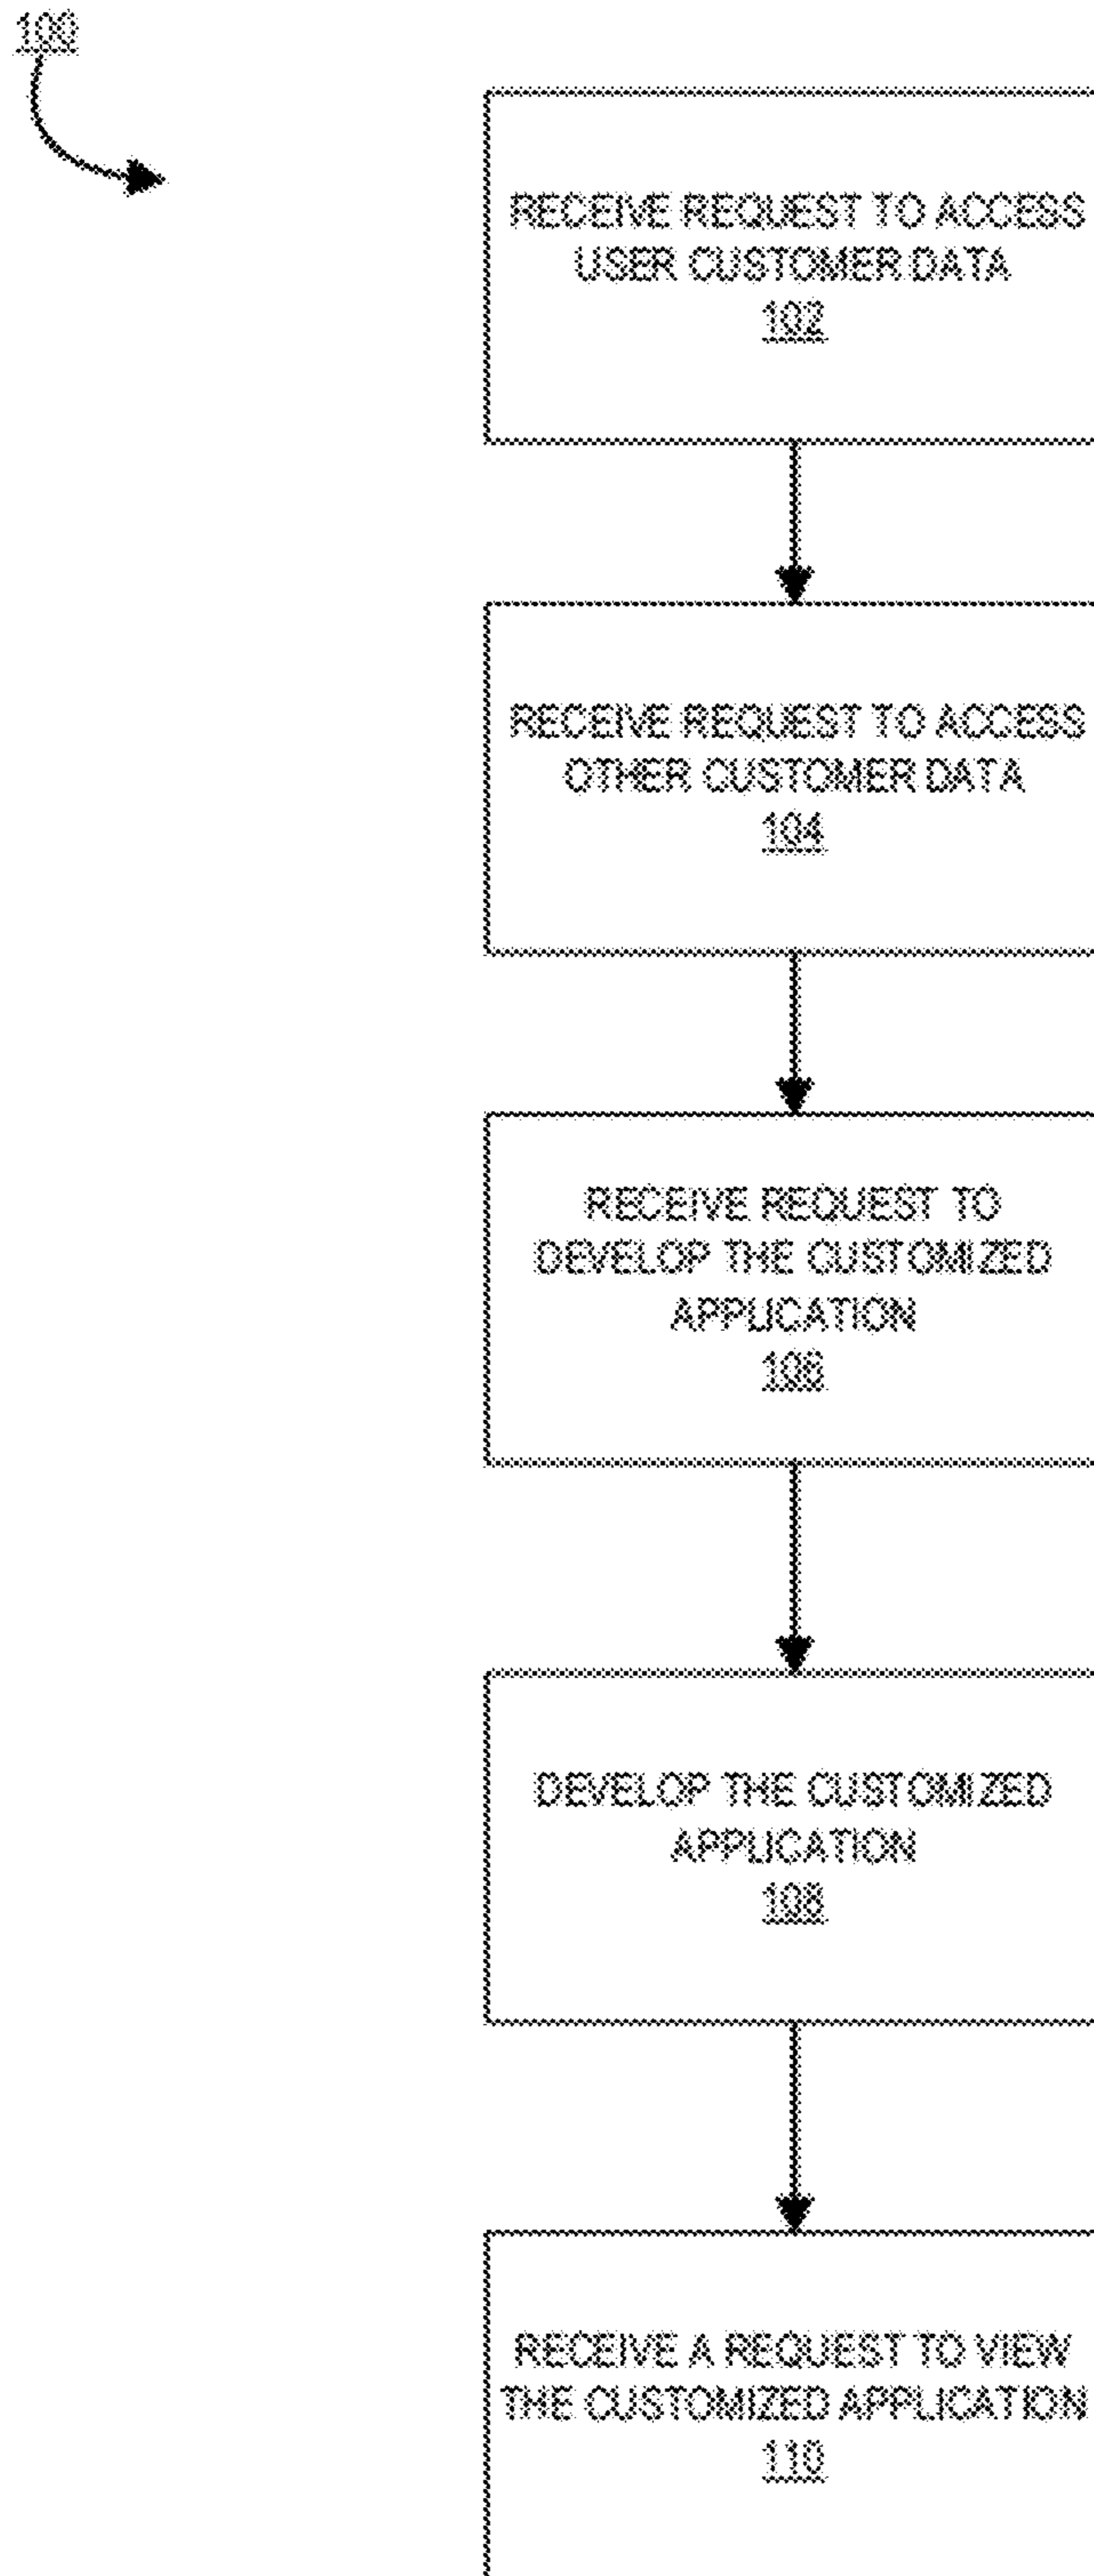 100
RECEIVE REQUEST TO ACCESS
USER CUSTOMER DATA
102
RECEIVE REQUEST TO ACCESS
OTHER CUSTOMER DATA
104
RECEIVE REQUEST TO
DEVELOP THE CUSTOMIZED
APPLICATION
106
DEVELOP THE CUSTOMIZED
APPLICATION
108
RECEIVE A REQUEST TO VIEW
THE CUSTOMIZED APPLICATION
110